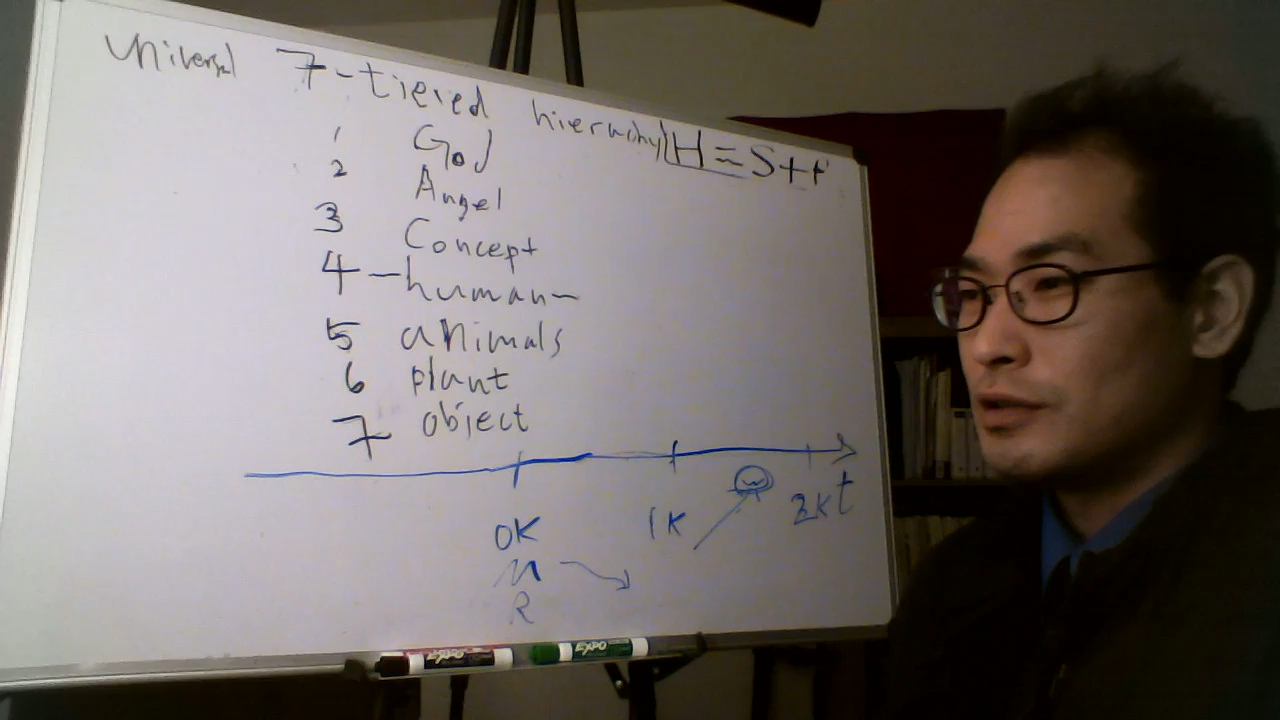 Universal 7-tiered hierarchy H = S++
1 God
2 Angel
3 Concept
4 - human -
5 animals
6 plant
7 object
0K 1K 2K t
R
EXPO EXPO